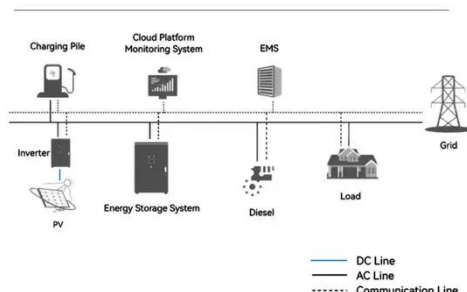 Charging Pile
Cloud Platform
Monitoring System
EMS
Inverter
Grid
Energy Storage System
Diesel
Load
PV
DC Line
AC Line
Communication Line